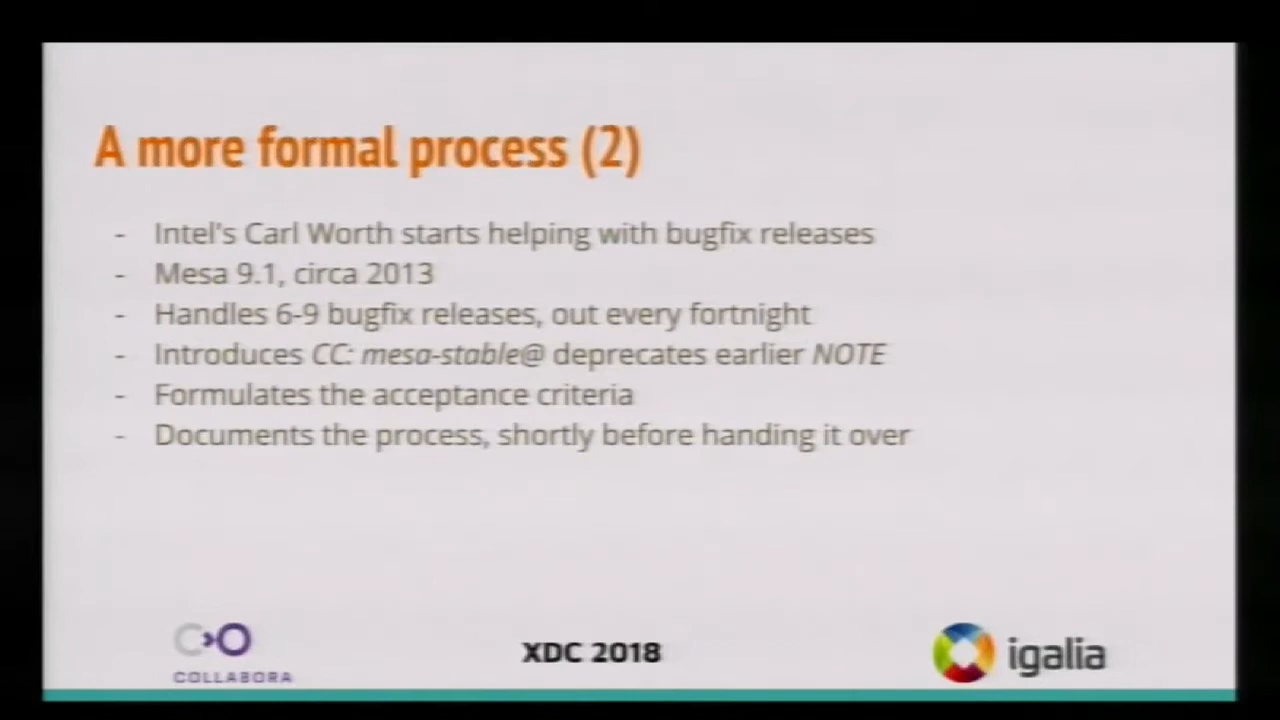 A more formal process (2)
- Intel's Carl Worth starts helping with bugfix releases
- Mesa 9.1, circa 2013
- Handles 6-9 bugfix releases, out every fortnight
- Introduces CC: mesa-stable@ deprecates earlier NOTE
- Formulates the acceptance criteria
- Documents the process, shortly before handing it over
COLLABORA
XDC 2018
igalia